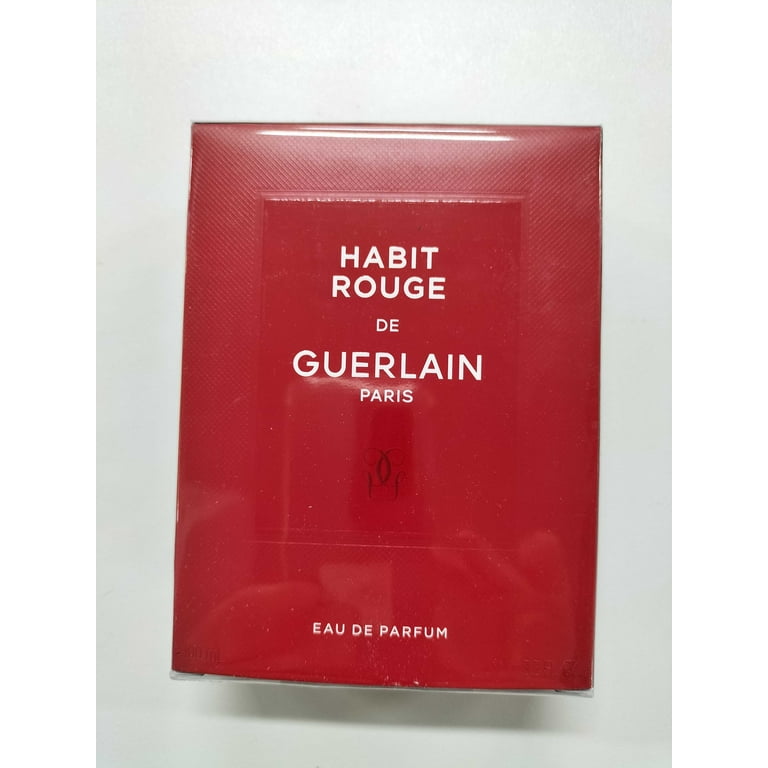 HABIT
ROUGE
DE
GUERLAIN
PARIS
EAU DE PARFUM